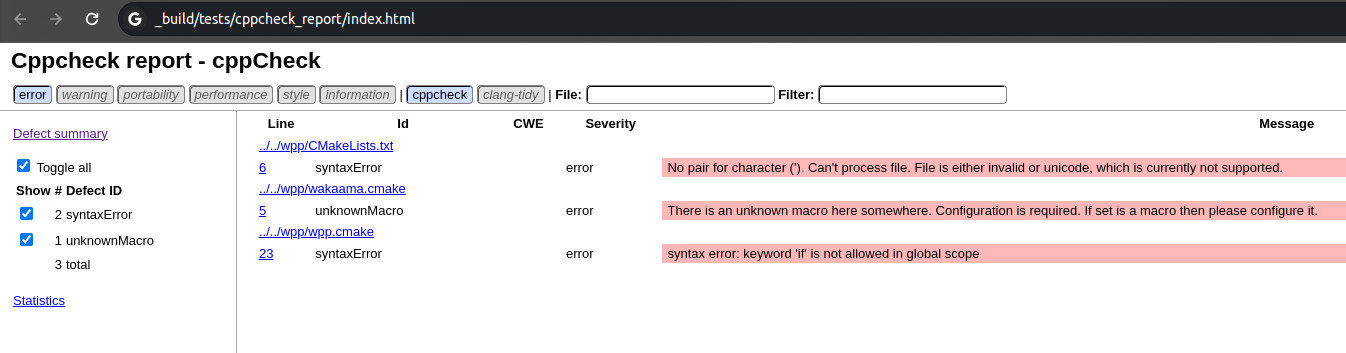 _build/tests/cppcheck_report/index.html
Cppcheck report - cppCheck
error warning portability performance style information | cppcheck clang-tidy | File: Filter:
Defect summary
Toggle all
Show # Defect ID
2 syntaxError
1 unknownMacro
3 total
Statistics
Line Id CWE Severity Message
../../wpp/CMakeLists.txt
6 syntaxError error No pair for character ('). Can't process file. File is either invalid or unicode, which is currently not supported.
../../wpp/wakaama.cmake
5 unknownMacro error There is an unknown macro here somewhere. Configuration is required. If set is a macro then please configure it.
../../wpp/wpp.cmake
23 syntaxError error syntax error: keyword 'if' is not allowed in global scope